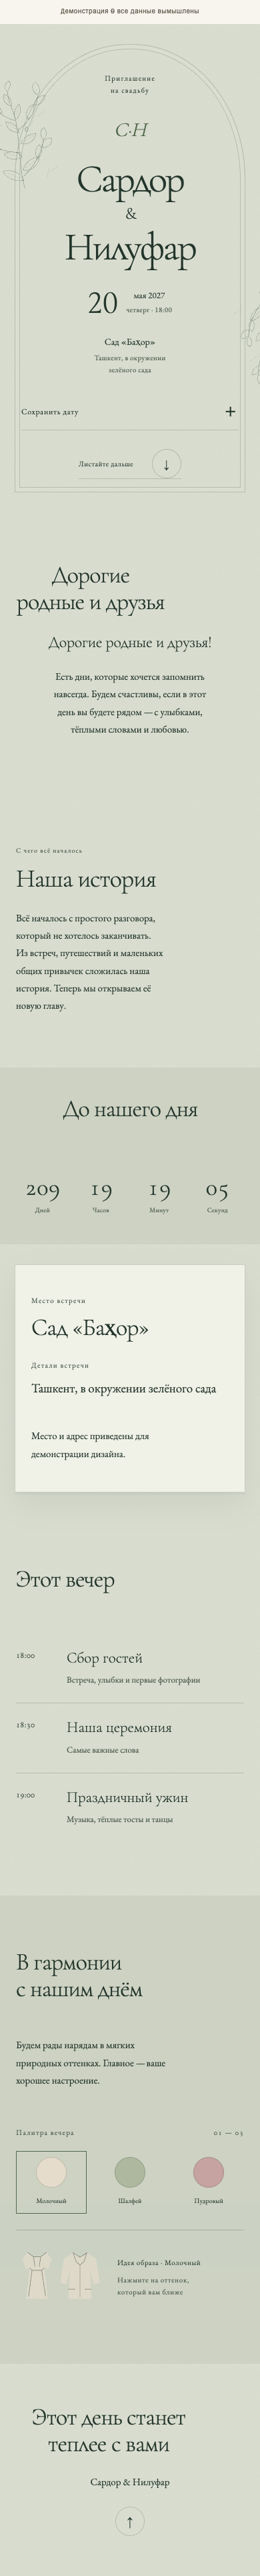 Демонстрация · все данные вымышлены
Приглашение
на свадьбу
С·Н
Сардор
&
Нилуфар
20
мая 2027
четверг · 18:00
Сад «Баҳор»
Ташкент, в окружении
зелёного сада
Сохранить дату
+
Листайте дальше
↓
Дорогие
родные и друзья
Дорогие родные и друзья!
Есть дни, которые хочется запомнить
навсегда. Будем счастливы, если в этот
день вы будете рядом — с улыбками,
тёплыми словами и любовью.
С чего всё началось
Наша история
Всё началось с простого разговора,
который не хотелось заканчивать.
Из встреч, путешествий и маленьких
общих привычек сложилась наша
история. Теперь мы открываем её
новую главу.
До нашего дня
209 19 19 05
Дней Часов Минут Секунд
Место встречи
Сад «Баҳор»
Детали встречи
Ташкент, в окружении зелёного сада
Место и адрес приведены для
демонстрации дизайна.
Этот вечер
18:00
Сбор гостей
Встреча, улыбки и первые фотографии
18:30
Наша церемония
Самые важные слова
19:00
Праздничный ужин
Музыка, тёплые тосты и танцы
В гармонии
с нашим днём
Будем рады нарядам в мягких
природных оттенках. Главное — ваше
хорошее настроение.
Палитра вечера
01 — 03
Молочный Шалфей Пудровый
Идея образа · Молочный
Нажмите на оттенок,
который вам ближе
Этот день станет
теплее с вами
Сардор & Нилуфар
↑